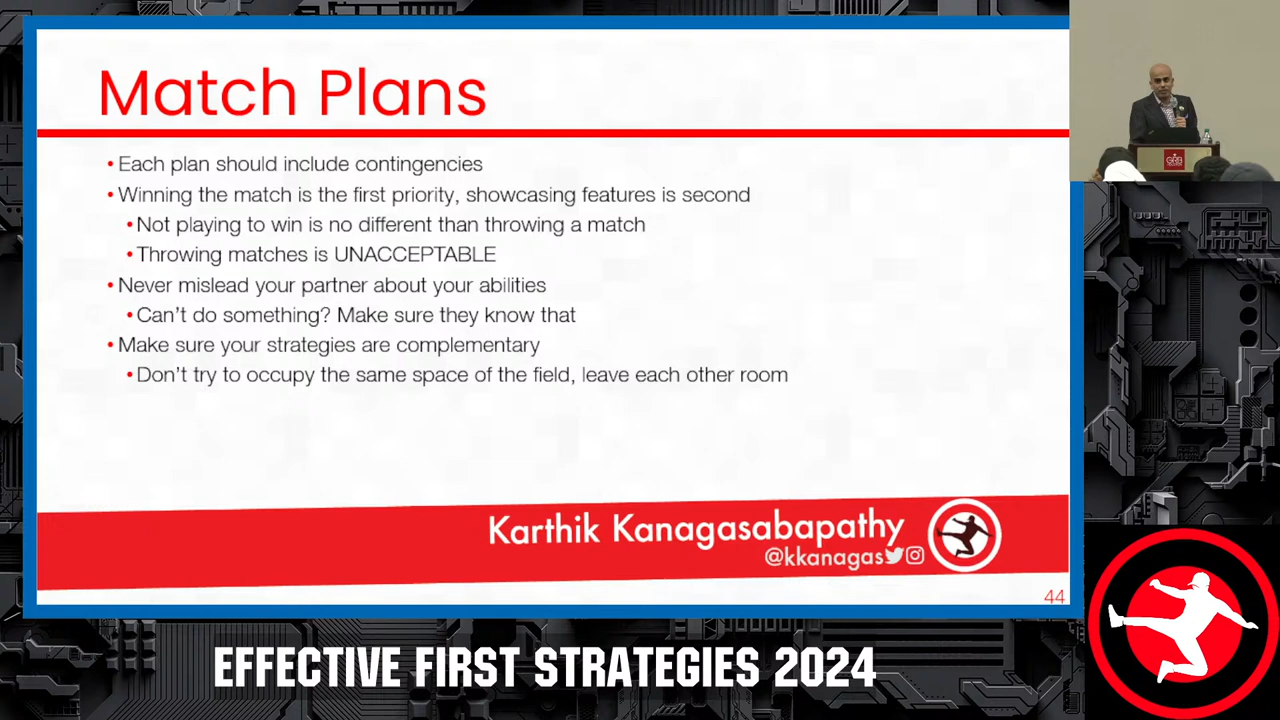 Match Plans
• Each plan should include contingencies
• Winning the match is the first priority, showcasing features is second
• Not playing to win is no different than throwing a match
• Throwing matches is UNACCEPTABLE
• Never mislead your partner about your abilities
• Can't do something? Make sure they know that
• Make sure your strategies are complementary
• Don't try to occupy the same space of the field, leave each other room
Karthik Kanagasabapathy
@kkanagas
44
EFFECTIVE FIRST STRATEGIES 2024